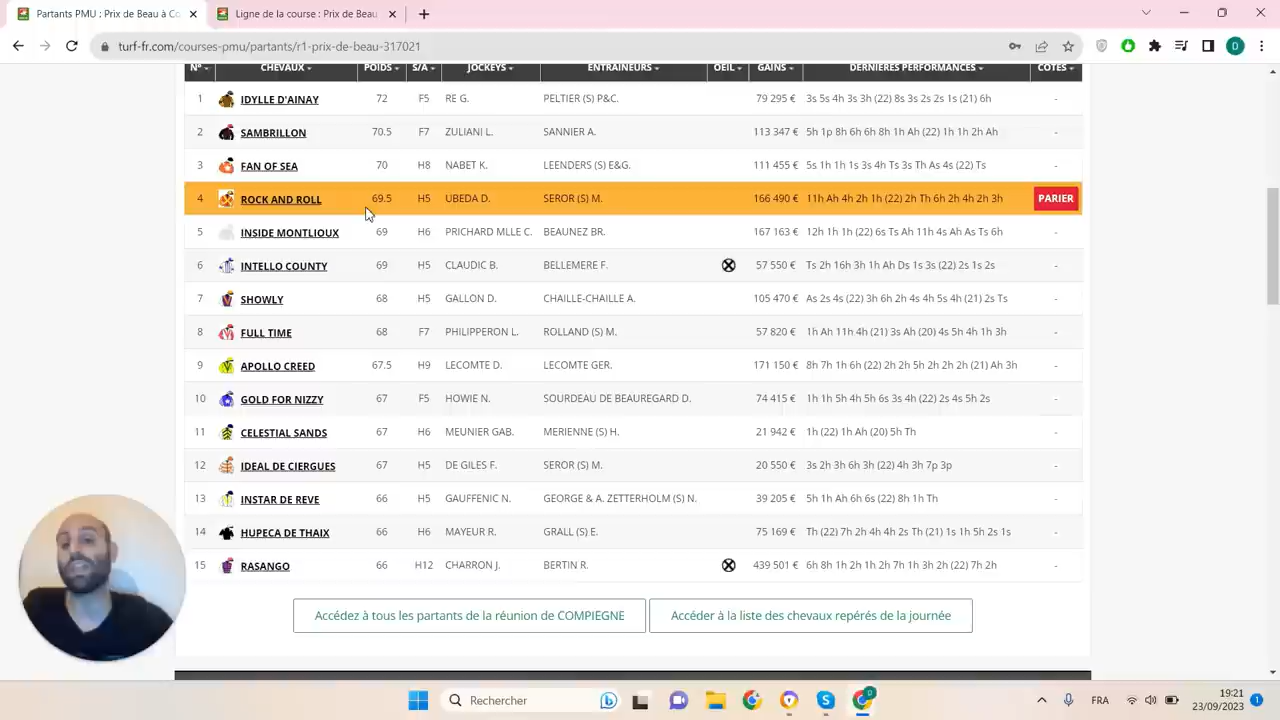 Partants PMU : Prix de Beau à Co
Ligne de la course : Prix de Beau
turf-fr.com/courses-pmu/partants/r1-prix-de-beau-317021
D
N° CHEVAUX POIDS S/A JOCKEYS ENTRAÎNEURS OEIL GAINS DERNIÈRES PERFORMANCES COTES
1 IDYLLE D'AINAY 72 F5 RE G. PELTIER (S) P&C. 79 295 € 3s 5s 4h 3s 3h (22) 8s 3s 2s 2s 1s (21) 6h -
2 SAMBRILLON 70.5 F7 ZULIANI L. SANNIER A. 113 347 € 5h 1p 8h 6h 6h 8h 1h Ah (22) 1h 1h 2h Ah -
3 FAN OF SEA 70 H8 NABET K. LEENDERS (S) E&G. 111 455 € 5s 1h 1h 1s 3s 4h Ts 3s Th As 4s (22) Ts -
4 ROCK AND ROLL 69.5 H5 UBEDA D. SEROR (S) M. 166 490 € 11h Ah 4h 2h 1h (22) 2h Th 6h 2h 4h 2h 3h PARIER
5 INSIDE MONTLIOUX 69 H6 PRICHARD MLLE C. BEAUNEZ BR. 167 163 € 12h 1h 1h (22) 6s Ts Ah 11h 4s Ah As Ts 6h -
6 INTELLO COUNTY 69 H5 CLAUDIC B. BELLEMERE F. 57 550 € Ts 2h 16h 3h 1h Ah Ds 1s 3s (22) 2s 1s 2s -
7 SHOWLY 68 H5 GALLON D. CHAILLE-CHAILLE A. 105 470 € As 2s 4s (22) 3h 6h 2h 4s 4h 5s 4h (21) 2s Ts -
8 FULL TIME 68 F7 PHILIPPERON L. ROLLAND (S) M. 57 820 € 1h Ah 11h 4h (21) 3s Ah (20) 4s 5h 4h 1h 3h -
9 APOLLO CREED 67.5 H9 LECOMTE D. LECOMTE GER. 171 150 € 8h 7h 1h 6h (22) 2h 2h 5h 2h 2h 2h (21) Ah 3h -
10 GOLD FOR NIZZY 67 F5 HOWIE N. SOURDEAU DE BEAUREGARD D. 74 415 € 1h 1h 5h 4h 5h 6s 3s 4h (22) 2s 4s 5h 2s -
11 CELESTIAL SANDS 67 H6 MEUNIER GAB. MERIENNE (S) H. 21 942 € 1h (22) 1h Ah (20) 5h Th -
12 IDEAL DE CIERGUES 67 H5 DE GILES F. SEROR (S) M. 20 550 € 3s 2h 3h 6h 3h (22) 4h 3h 7p 3p -
13 INSTAR DE REVE 66 H5 GAUFFENIC N. GEORGE & A. ZETTERHOLM (S) N. 39 205 € 5h 1h Ah 6h 6s (22) 8h 1h Th -
14 HUPECA DE THAIX 66 H6 MAYEUR R. GRALL (S) E. 75 169 € Th (22) 7h 2h 4h 4h 2s Th (21) 1s 1h 5h 2s 1s -
15 RASANGO 66 H12 CHARRON J. BERTIN R. 439 501 € 6h 8h 1h 2h 1h 2h 7h 1h 3h 2h (22) 7h 2h -
Accédez à tous les partants de la réunion de COMPIEGNE
Accéder à la liste des chevaux repérés de la journée
Rechercher
FRA
19:21
23/09/2023